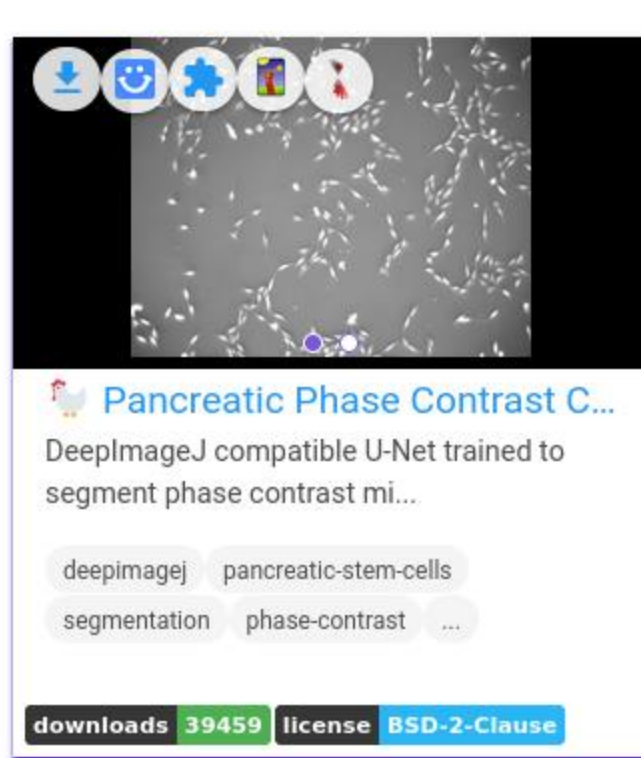 Pancreatic Phase Contrast C...
DeepImageJ compatible U-Net trained to
segment phase contrast mi...
deepimagej pancreatic-stem-cells
segmentation phase-contrast ...
downloads 39459 license BSD-2-Clause